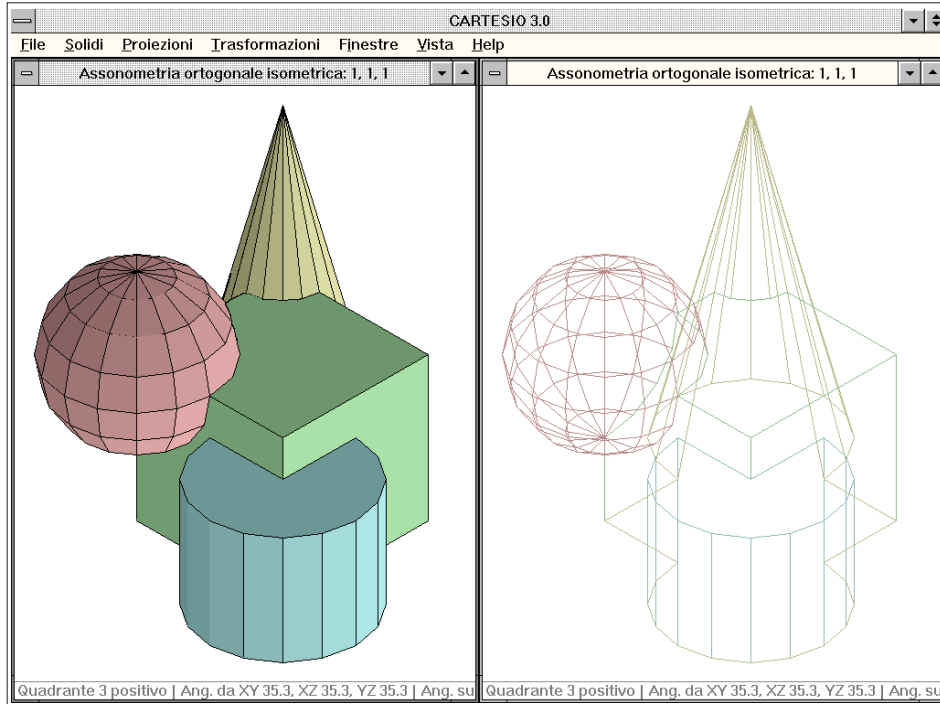 CARTESIO 3.0
File Solidi Proiezioni Trasformazioni Finestre Vista Help
Assonometria ortogonale isometrica: 1, 1, 1
Assonometria ortogonale isometrica: 1, 1, 1
Quadrante 3 positivo | Ang. da XY 35.3, XZ 35.3, YZ 35.3 | Ang. su
Quadrante 3 positivo | Ang. da XY 35.3, XZ 35.3, YZ 35.3 | Ang. su